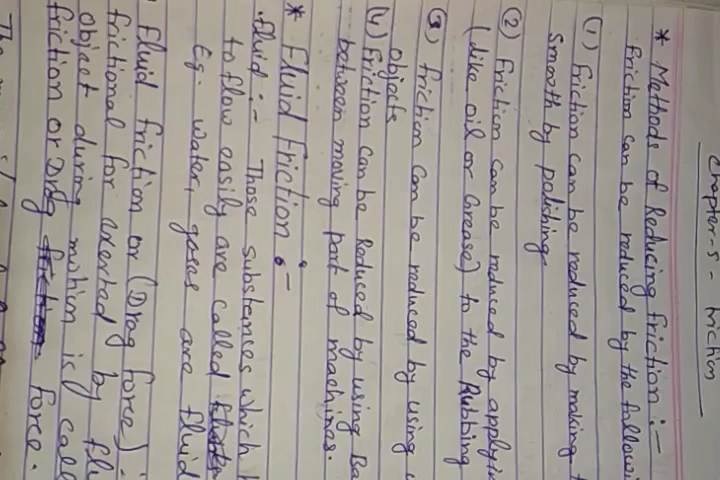 Chapter-5 - Friction
* Methods of Reducing friction :-
Friction can be reduced by the followi
(1) Friction can be reduced by making t
smooth by polishing
(2) Friction can be reduced by applyin
(like oil or Grease) to the Rubbing
(3) friction can be reduced by using w
objects
(4) Friction can be Reduced by using Ba
between moving part of machines.
* Fluid Friction :-
fluid :- Those substances which h
to flow easily are called
Eg. water, gases are fluid
Fluid friction or (Drag force) :-
frictional for exerted by flu
object during motion is call
friction or Drag force.